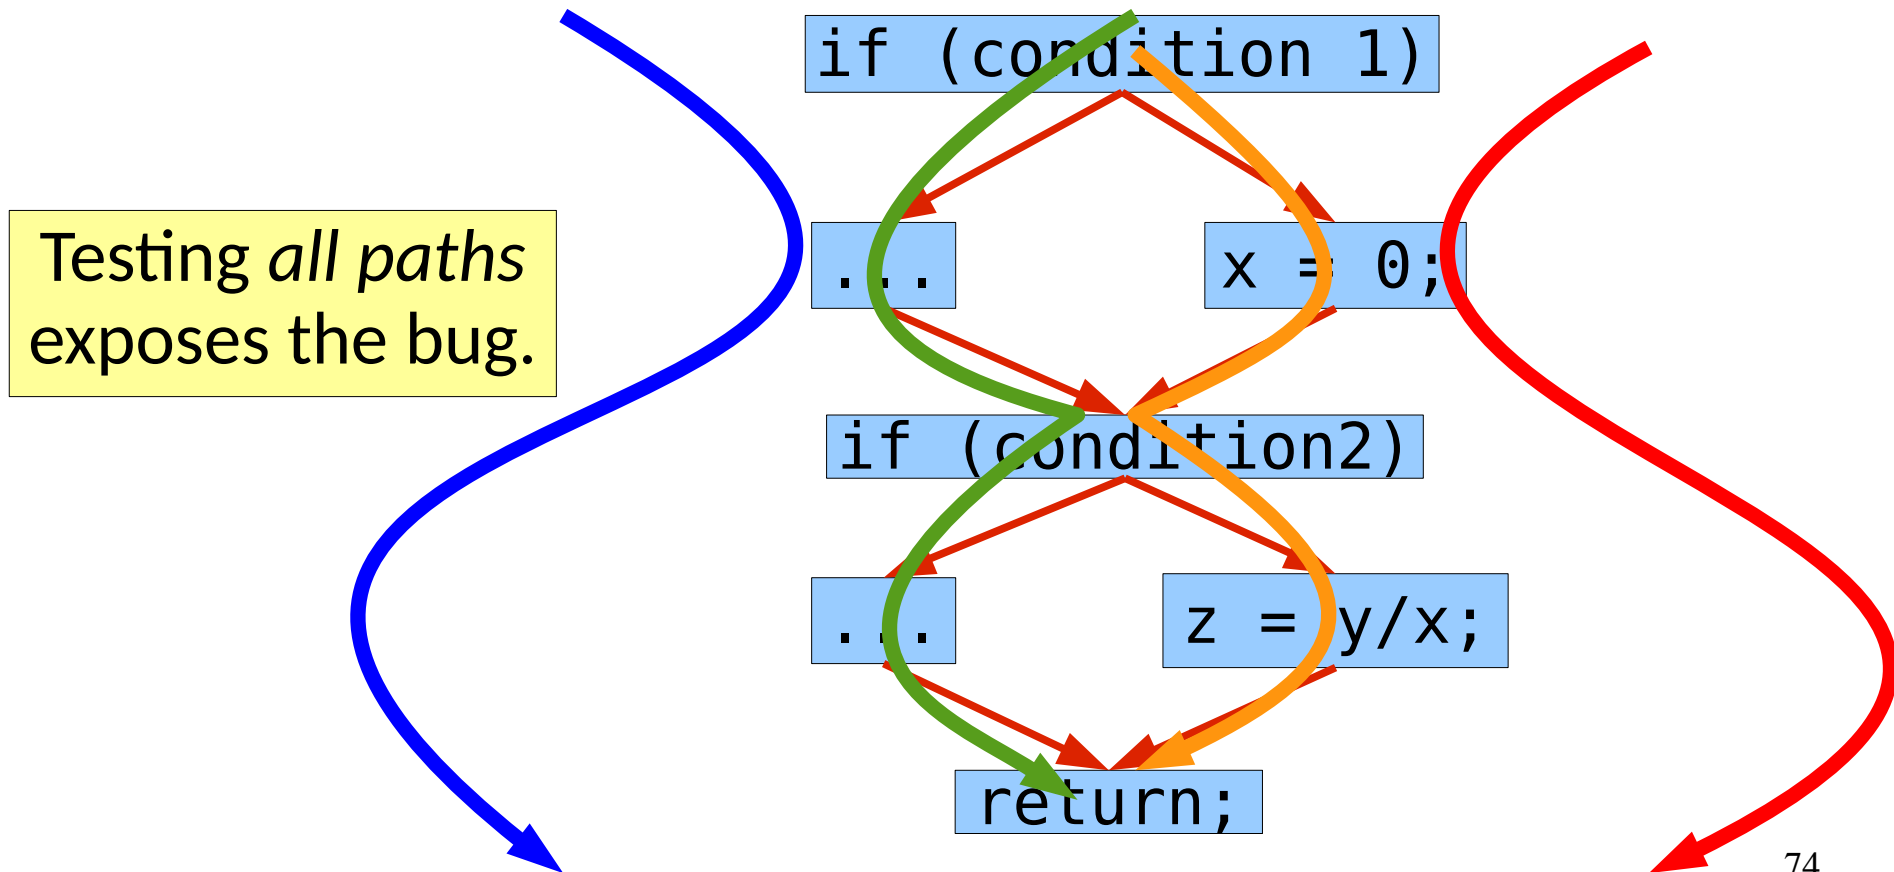 if (condition 1)
Testing all paths
exposes the bug.
...
x = 0;
if (condition2)
...
z = y/x;
return;
74